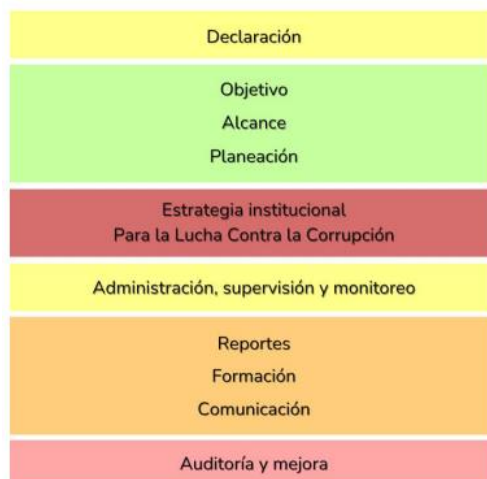 Declaración
Objetivo
Alcance
Planeación
Estrategia institucional
Para la Lucha Contra la Corrupción
Administración, supervisión y monitoreo
Reportes
Formación
Comunicación
Auditoría y mejora